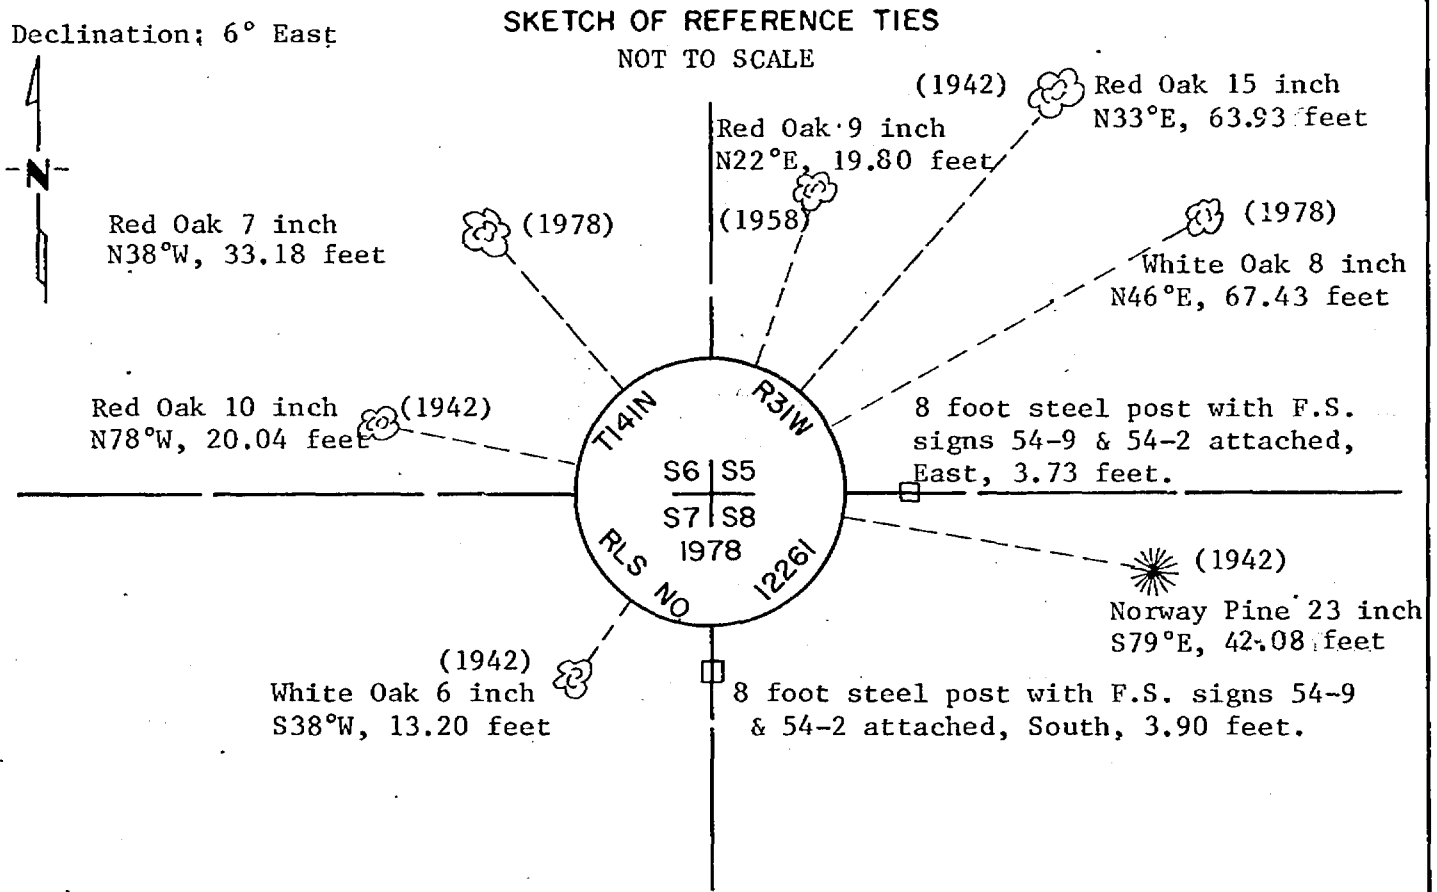 SKETCH OF REFERENCE TIES
NOT TO SCALE
Declination; 6° East
N
(1942)
Red Oak 15 inch
N33°E, 63.93 feet
Red Oak 9 inch
N22°E, 19.80 feet
(1958)
Red Oak 7 inch
N38°W, 33.18 feet
(1978)
(1978)
White Oak 8 inch
N46°E, 67.43 feet
Red Oak 10 inch
N78°W, 20.04 feet
(1942)
8 foot steel post with F.S.
signs 54-9 & 54-2 attached,
East, 3.73 feet.
T141N
R31W
S6 S5
S7 S8
1978
RLS NO 12261
(1942)
Norway Pine 23 inch
S79°E, 42.08 feet
(1942)
White Oak 6 inch
S38°W, 13.20 feet
8 foot steel post with F.S. signs 54-9
& 54-2 attached, South, 3.90 feet.